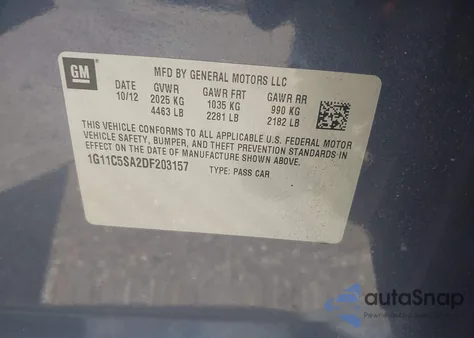 GM
MFD BY GENERAL MOTORS LLC
DATE GVWR GAWR FRT GAWR RR
10/12 2025 KG 1035 KG 990 KG
4463 LB 2281 LB 2182 LB
THIS VEHICLE CONFORMS TO ALL APPLICABLE U.S. FEDERAL MOTOR
VEHICLE SAFETY, BUMPER, AND THEFT PREVENTION STANDARDS IN
EFFECT ON THE DATE OF MANUFACTURE SHOWN ABOVE.
1G11C5SA2DF203157 TYPE: PASS CAR
autoSnap